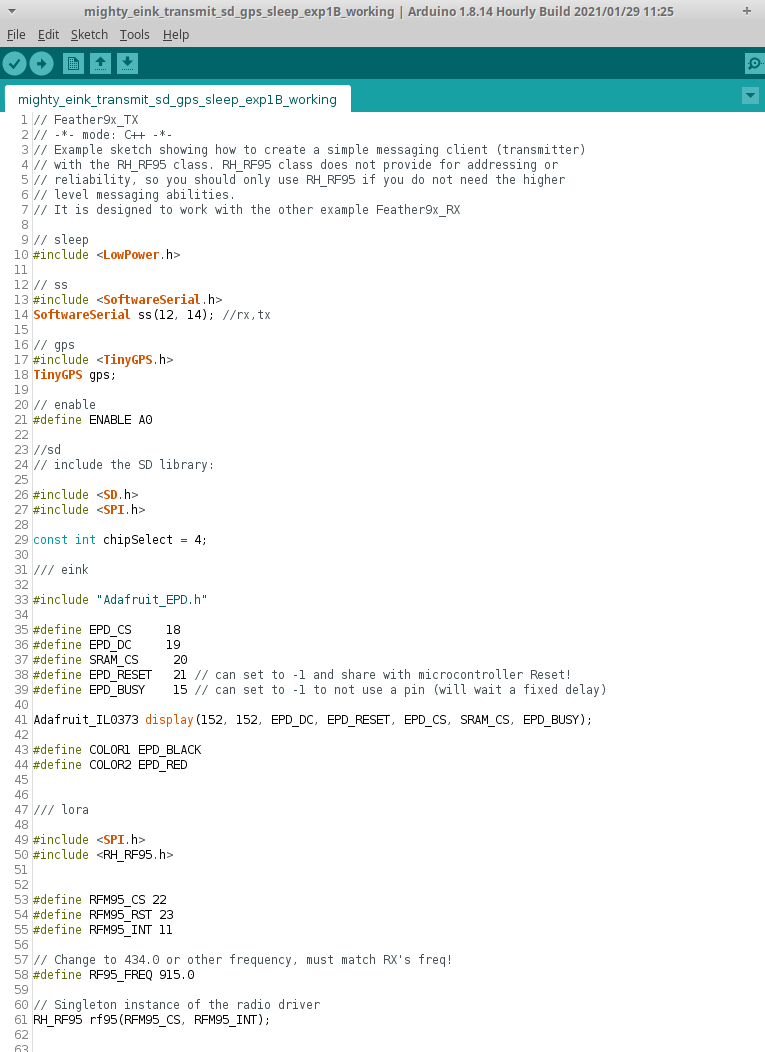 mighty_eink_transmit_sd_gps_sleep_exp1B_working | Arduino 1.8.14 Hourly Build 2021/01/29 11:25
File Edit Sketch Tools Help
mighty_eink_transmit_sd_gps_sleep_exp1B_working
1 // Feather9x_TX
2 // -*- mode: C++ -*-
3 // Example sketch showing how to create a simple messaging client (transmitter)
4 // with the RH_RF95 class. RH_RF95 class does not provide for addressing or
5 // reliability, so you should only use RH_RF95 if you do not need the higher
6 // level messaging abilities.
7 // It is designed to work with the other example Feather9x_RX
8
9 // sleep
10 #include <LowPower.h>
11
12 // ss
13 #include <SoftwareSerial.h>
14 SoftwareSerial ss(12, 14); //rx,tx
15
16 // gps
17 #include <TinyGPS.h>
18 TinyGPS gps;
19
20 // enable
21 #define ENABLE A0
22
23 //sd
24 // include the SD library:
25
26 #include <SD.h>
27 #include <SPI.h>
28
29 const int chipSelect = 4;
30
31 /// eink
32
33 #include "Adafruit_EPD.h"
34
35 #define EPD_CS     18
36 #define EPD_DC     19
37 #define SRAM_CS     20
38 #define EPD_RESET   21 // can set to -1 and share with microcontroller Reset!
39 #define EPD_BUSY    15 // can set to -1 to not use a pin (will wait a fixed delay)
40
41 Adafruit_IL0373 display(152, 152, EPD_DC, EPD_RESET, EPD_CS, SRAM_CS, EPD_BUSY);
42
43 #define COLOR1 EPD_BLACK
44 #define COLOR2 EPD_RED
45
46
47 /// lora
48
49 #include <SPI.h>
50 #include <RH_RF95.h>
51
52
53 #define RFM95_CS 22
54 #define RFM95_RST 23
55 #define RFM95_INT 11
56
57 // Change to 434.0 or other frequency, must match RX's freq!
58 #define RF95_FREQ 915.0
59
60 // Singleton instance of the radio driver
61 RH_RF95 rf95(RFM95_CS, RFM95_INT);
62
63